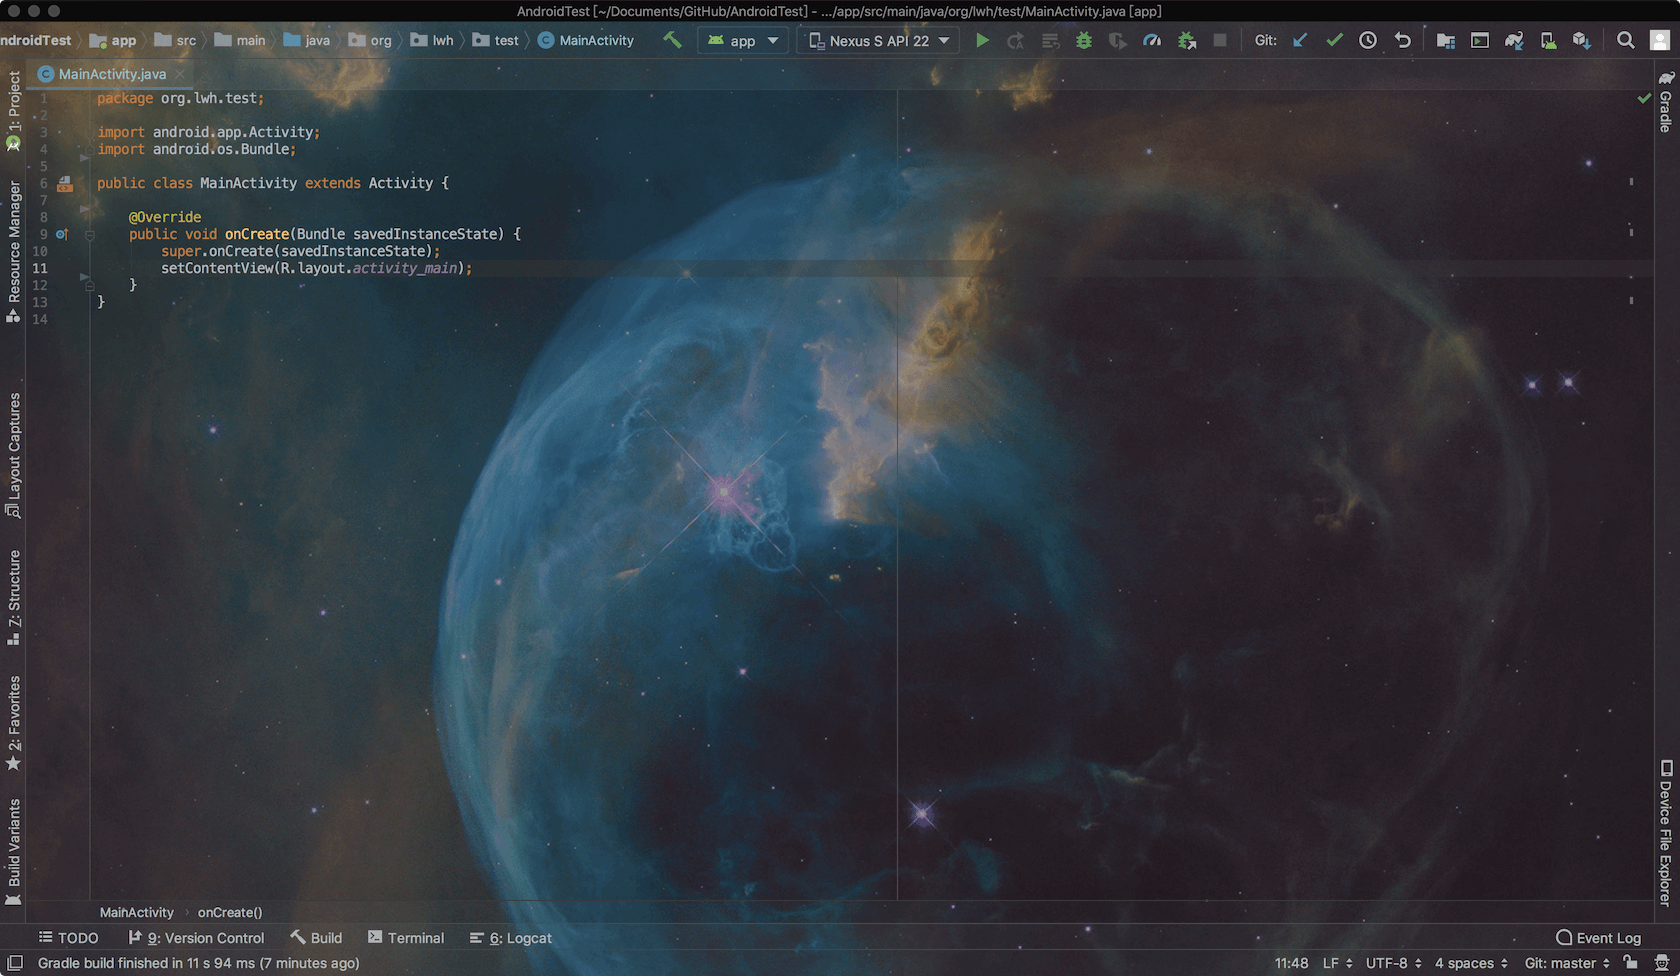 AndroidTest [~/Documents/GitHub/AndroidTest] - .../app/src/main/java/org/lwh/test/MainActivity.java [app]
ndroidTest app src main java org lwh test MainActivity app Nexus S API 22 Git:
MainActivity.java
1 package org.lwh.test;
2
3 import android.app.Activity;
4 import android.os.Bundle;
5
6 public class MainActivity extends Activity {
7
8 @Override
9 public void onCreate(Bundle savedInstanceState) {
10 super.onCreate(savedInstanceState);
11 setContentView(R.layout.activity_main);
12 }
13 }
14
1: Project
Resource Manager
Layout Captures
7: Structure
2: Favorites
Build Variants
Gradle
Device File Explorer
MainActivity onCreate()
TODO 9: Version Control Build Terminal 6: Logcat Event Log
Gradle build finished in 11 s 94 ms (7 minutes ago) 11:48 LF UTF-8 4 spaces Git: master